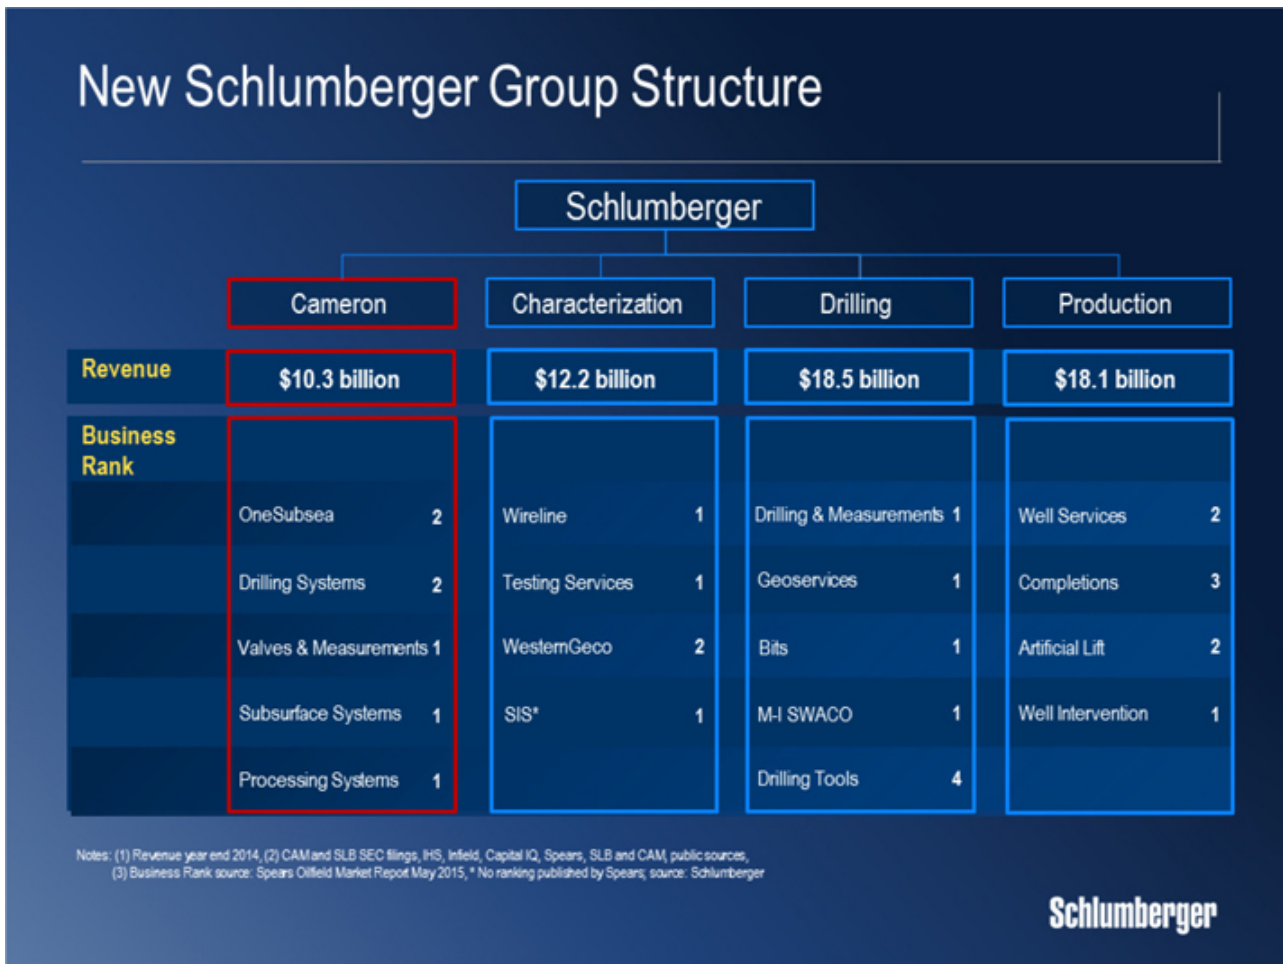 New Schlumberger Group Structure
Schlumberger
Cameron Characterization Drilling Production
Revenue $10.3 billion $12.2 billion $18.5 billion $18.1 billion
Business
Rank
OneSubsea 2 Wireline 1 Drilling & Measurements 1 Well Services 2
Drilling Systems 2 Testing Services 1 Geoservices 1 Completions 3
Valves & Measurements 1 WesternGeco 2 Bits 1 Artificial Lift 2
Subsurface Systems 1 SIS* 1 M-I SWACO 1 Well Intervention 1
Processing Systems 1 Drilling Tools 4
Notes: (1) Revenue year end 2014, (2) CAM and SLB SEC filings, IHS, Infield, Capital IQ, Spears, SLB and CAM, public sources,
(3) Business Rank source: Spears Oilfield Market Report May 2015, * No ranking published by Spears; source: Schlumberger
Schlumberger